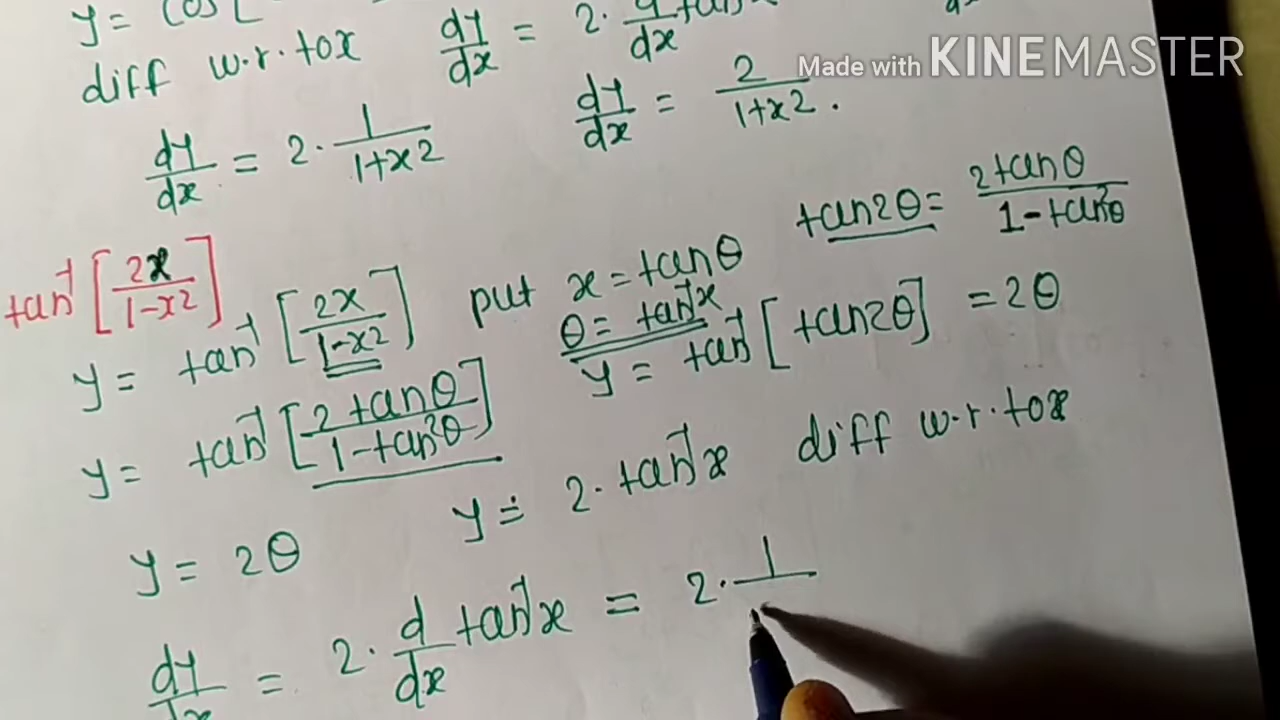 y = cos [
diff w.r.to x dy/dx = 2. d/dx tan
dy/dx = 2. 1/1+x2 dy/dx = 2/1+x2.
Made with KINEMASTER
tan⁻¹ [2x/1-x2]
y = tan⁻¹ [2x/1-x2] put x = tanθ tan2θ = 2tanθ/1-tan²θ
θ = tan⁻¹x
y = tan⁻¹ [2tanθ/1-tan²θ] y = tan⁻¹ [tan2θ] = 2θ
y = 2θ y = 2. tan⁻¹x diff w.r.to x
dy/dx = 2. d/dx tan⁻¹x = 2. 1/